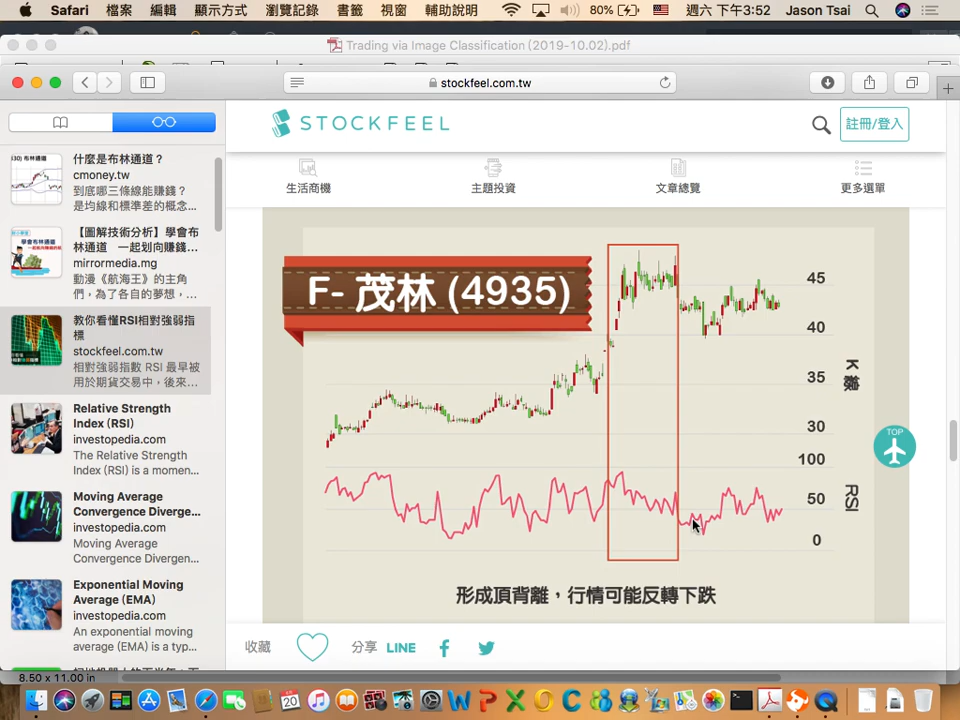 Safari 檔案 編輯 顯示方式 瀏覽記錄 書籤 視窗 輔助說明 80% 週六 下午3:52 Jason Tsai
Trading via Image Classification (2019-10.02).pdf
stockfeel.com.tw
什麼是布林通道？
cmoney.tw
到底哪三條線能賺錢？
是均線和標準差的概念...
【圖解技術分析】學會布
林通道 一起划向賺錢...
mirrormedia.mg
動漫《航海王》的主角
們，為了各自的夢想，...
教你看懂RSI相對強弱指
標
stockfeel.com.tw
相對強弱指數 RSI 最早被
用於期貨交易中，後來...
Relative Strength
Index (RSI)
investopedia.com
The Relative Strength
Index (RSI) is a momen...
Moving Average
Convergence Diverge...
investopedia.com
Moving Average
Convergence Divergen...
Exponential Moving
Average (EMA)
investopedia.com
An exponential moving
average (EMA) is a typ...
STOCKFEEL
註冊/登入
生活商機 主題投資 文章總覽 更多選單
F- 茂林 (4935)
45
40
35
30
K 線
100
50
0
RSI
TOP
形成頂背離，行情可能反轉下跌
收藏 分享 LINE
8.50 x 11.00 in